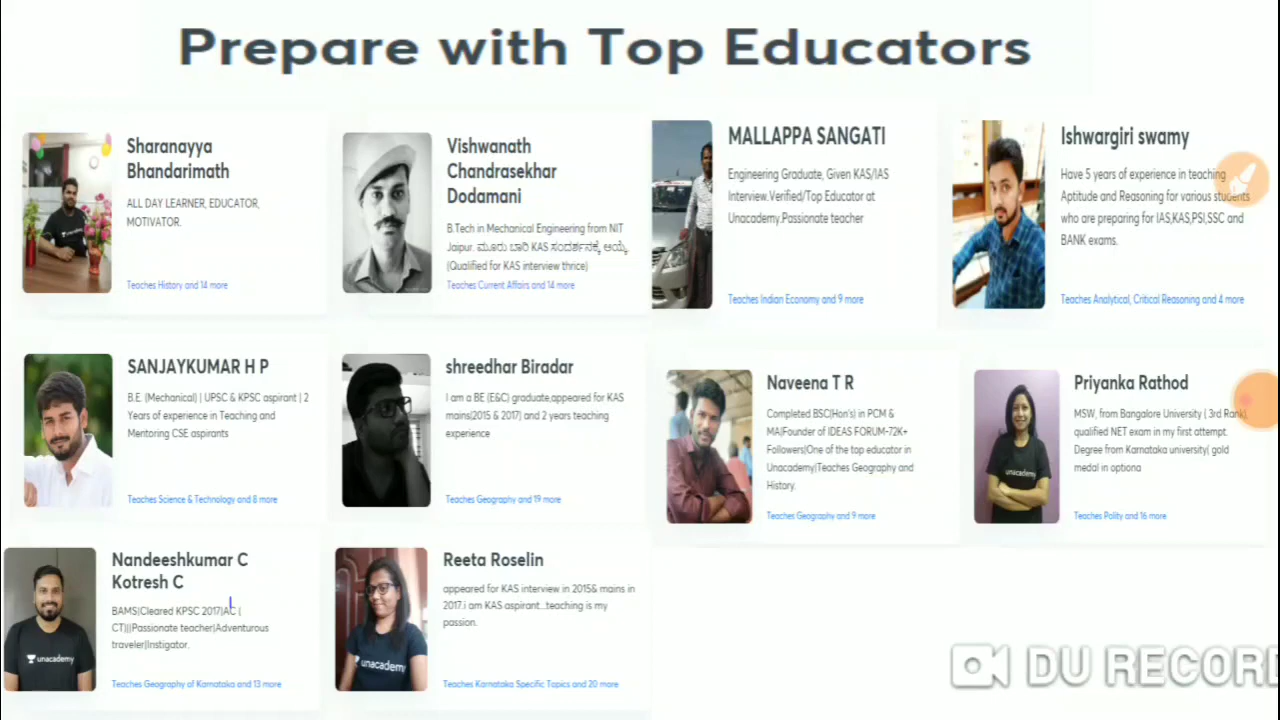 Prepare with Top Educators
Sharanayya
Bhandarimath
ALL DAY LEARNER, EDUCATOR,
MOTIVATOR.
Teaches History and 14 more
Vishwanath
Chandrasekhar
Dodamani
B.Tech in Mechanical Engineering from NIT
Jaipur. ಮೂರು ಬಾರಿ KAS ಸಂದರ್ಶನಕ್ಕೆ ಆಯ್ಕೆ
(Qualified for KAS interview thrice)
Teaches Current Affairs and 14 more
MALLAPPA SANGATI
Engineering Graduate, Given KAS/IAS
Interview.Verified/Top Educator at
Unacademy.Passionate teacher
Teaches Indian Economy and 9 more
Ishwargiri swamy
Have 5 years of experience in teaching
Aptitude and Reasoning for various students
who are preparing for IAS,KAS,PSI,SSC and
BANK exams.
Teaches Analytical, Critical Reasoning and 4 more
SANJAYKUMAR H P
B.E. (Mechanical) | UPSC & KPSC aspirant | 2
Years of experience in Teaching and
Mentoring CSE aspirants
Teaches Science & Technology and 8 more
shreedhar Biradar
I am a BE (E&C) graduate,appeared for KAS
mains(2015 & 2017) and 2 years teaching
experience
Teaches Geography and 19 more
Naveena T R
Completed BSC(Hon's) in PCM &
MA|Founder of IDEAS FORUM-72K+
Followers|One of the top educator in
Unacademy|Teaches Geography and
History.
Teaches Geography and 9 more
Priyanka Rathod
MSW, from Bangalore University ( 3rd Rank),
qualified NET exam in my first attempt.
Degree from Karnataka university( gold
medal in optiona
unacademy
Teaches Polity and 16 more
Nandeeshkumar C
Kotresh C
BAMS|Cleared KPSC 2017|AC (
CT)||Passionate teacher|Adventurous
traveler|Instigator.
unacademy
Teaches Geography of Karnataka and 13 more
Reeta Roselin
appeared for KAS interview in 2015& mains in
2017.i am KAS aspirant...teaching is my
passion.
unacademy
Teaches Karnataka Specific Topics and 20 more
DU RECORD